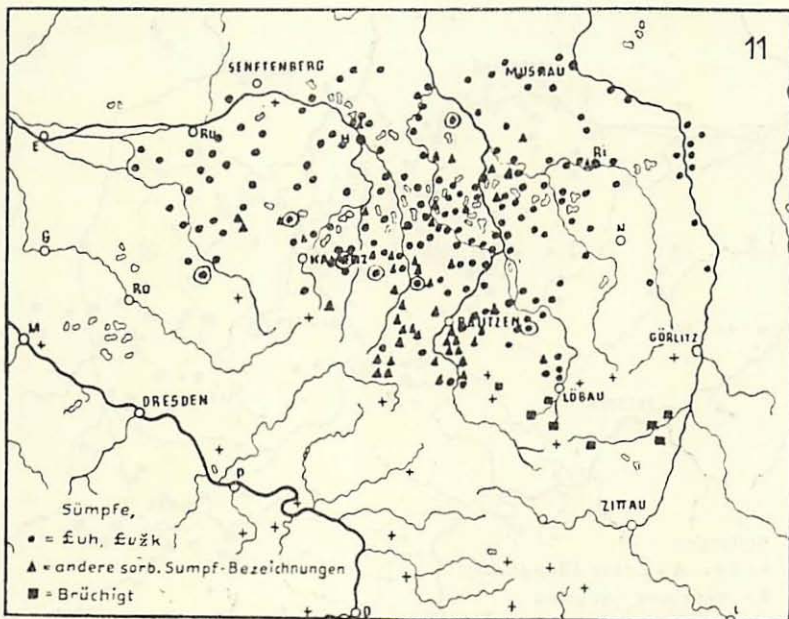 11
SENFTENBERG
MUSKAU
E
RU
H
Ri
G
KAMENZ
N
RO
BAUTZEN
M
GÖRLITZ
DRESDEN
LÖBAU
P
Sümpfe,
• = Łuh, Łužk
ZITTAU
▲ = andere sorb. Sumpf-Bezeichnungen
■ = Brüchigt
D